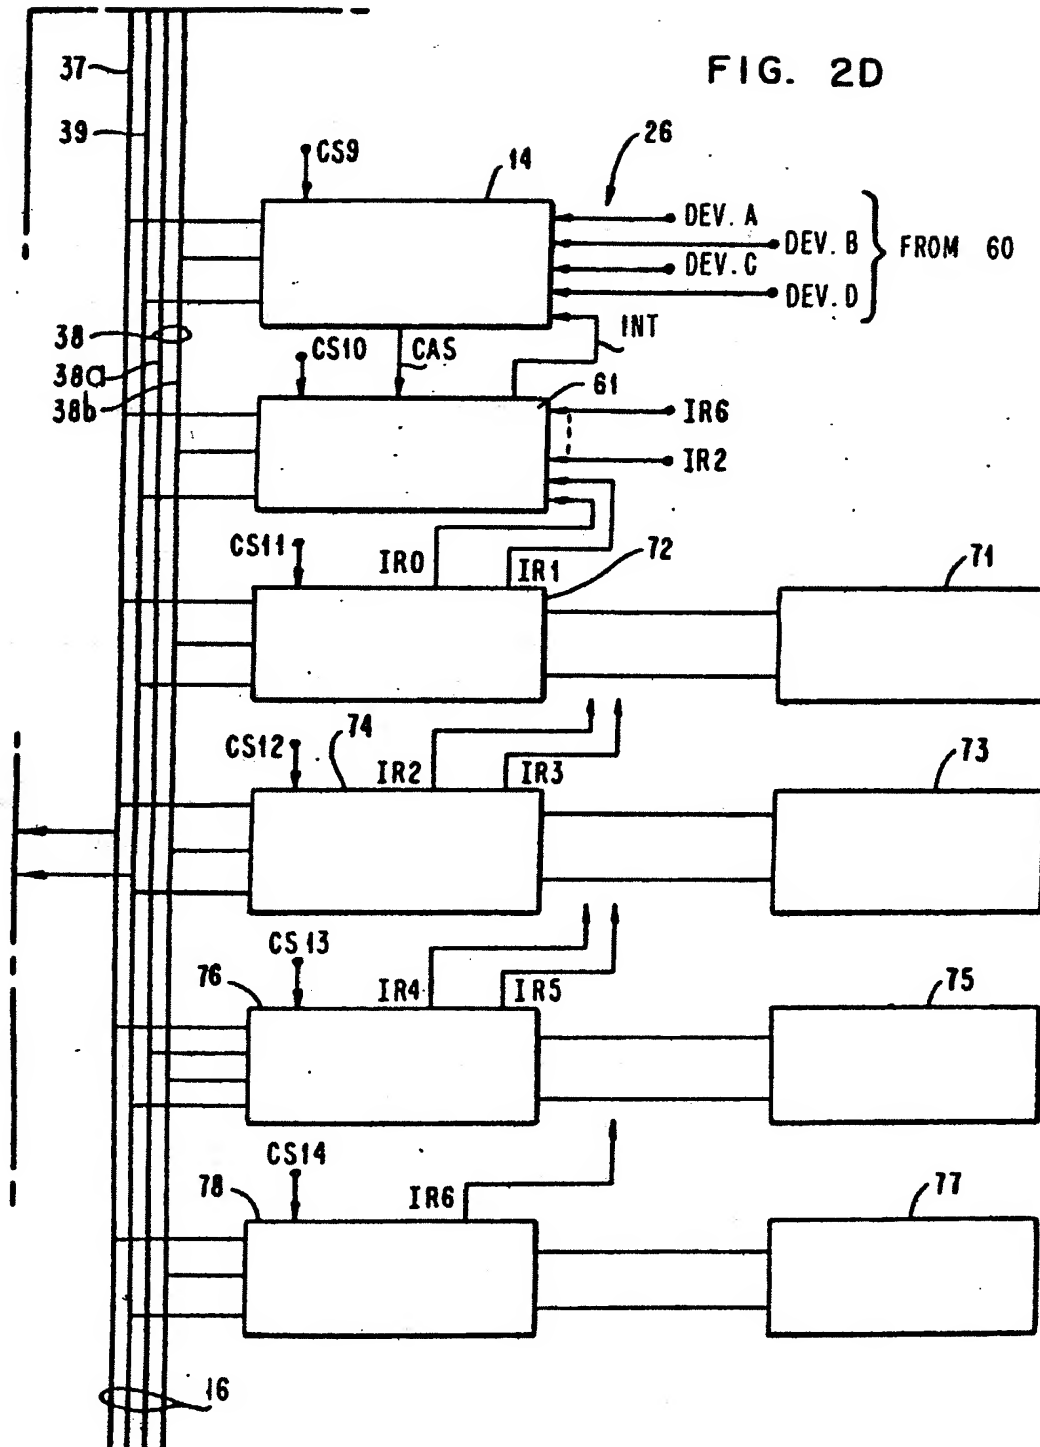 FIG. 2D
37
39
CS9
14
26
DEV. A
DEV. B
DEV. C
DEV. D
FROM 60
38
38a
38b
CS10
CAS
INT
61
IR6
IR2
CS11
IR0
IR1
72
71
CS12
74
IR2
IR3
73
CS13
76
IR4
IR5
75
CS14
78
IR6
77
16